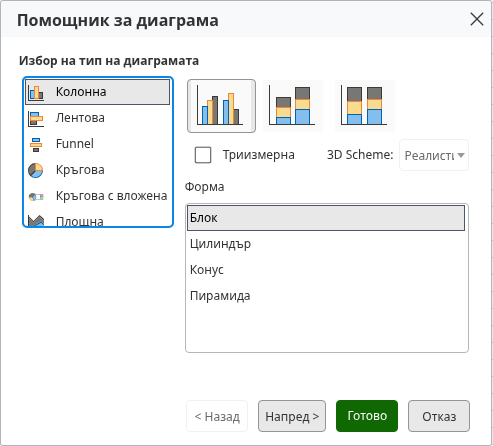 Помощник за диаграма
Избор на тип на диаграмата
Колонна
Лентова
Funnel
Кръгова
Кръгова с вложена
Площна
Триизмерна
3D Scheme:
Реалисти
Форма
Блок
Цилиндър
Конус
Пирамида
< Назад
Напред >
Готово
Отказ